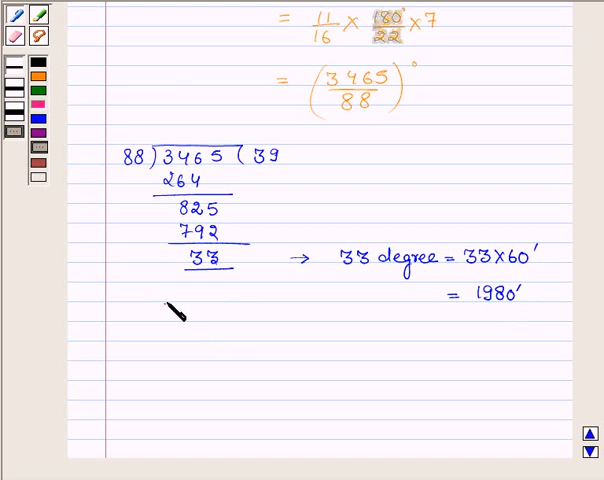 = 11/16 × 180°/22 × 7
= (3465/88)°
88) 3465 (39
264
825
792
33 → 33 degree = 33×60′
= 1980′